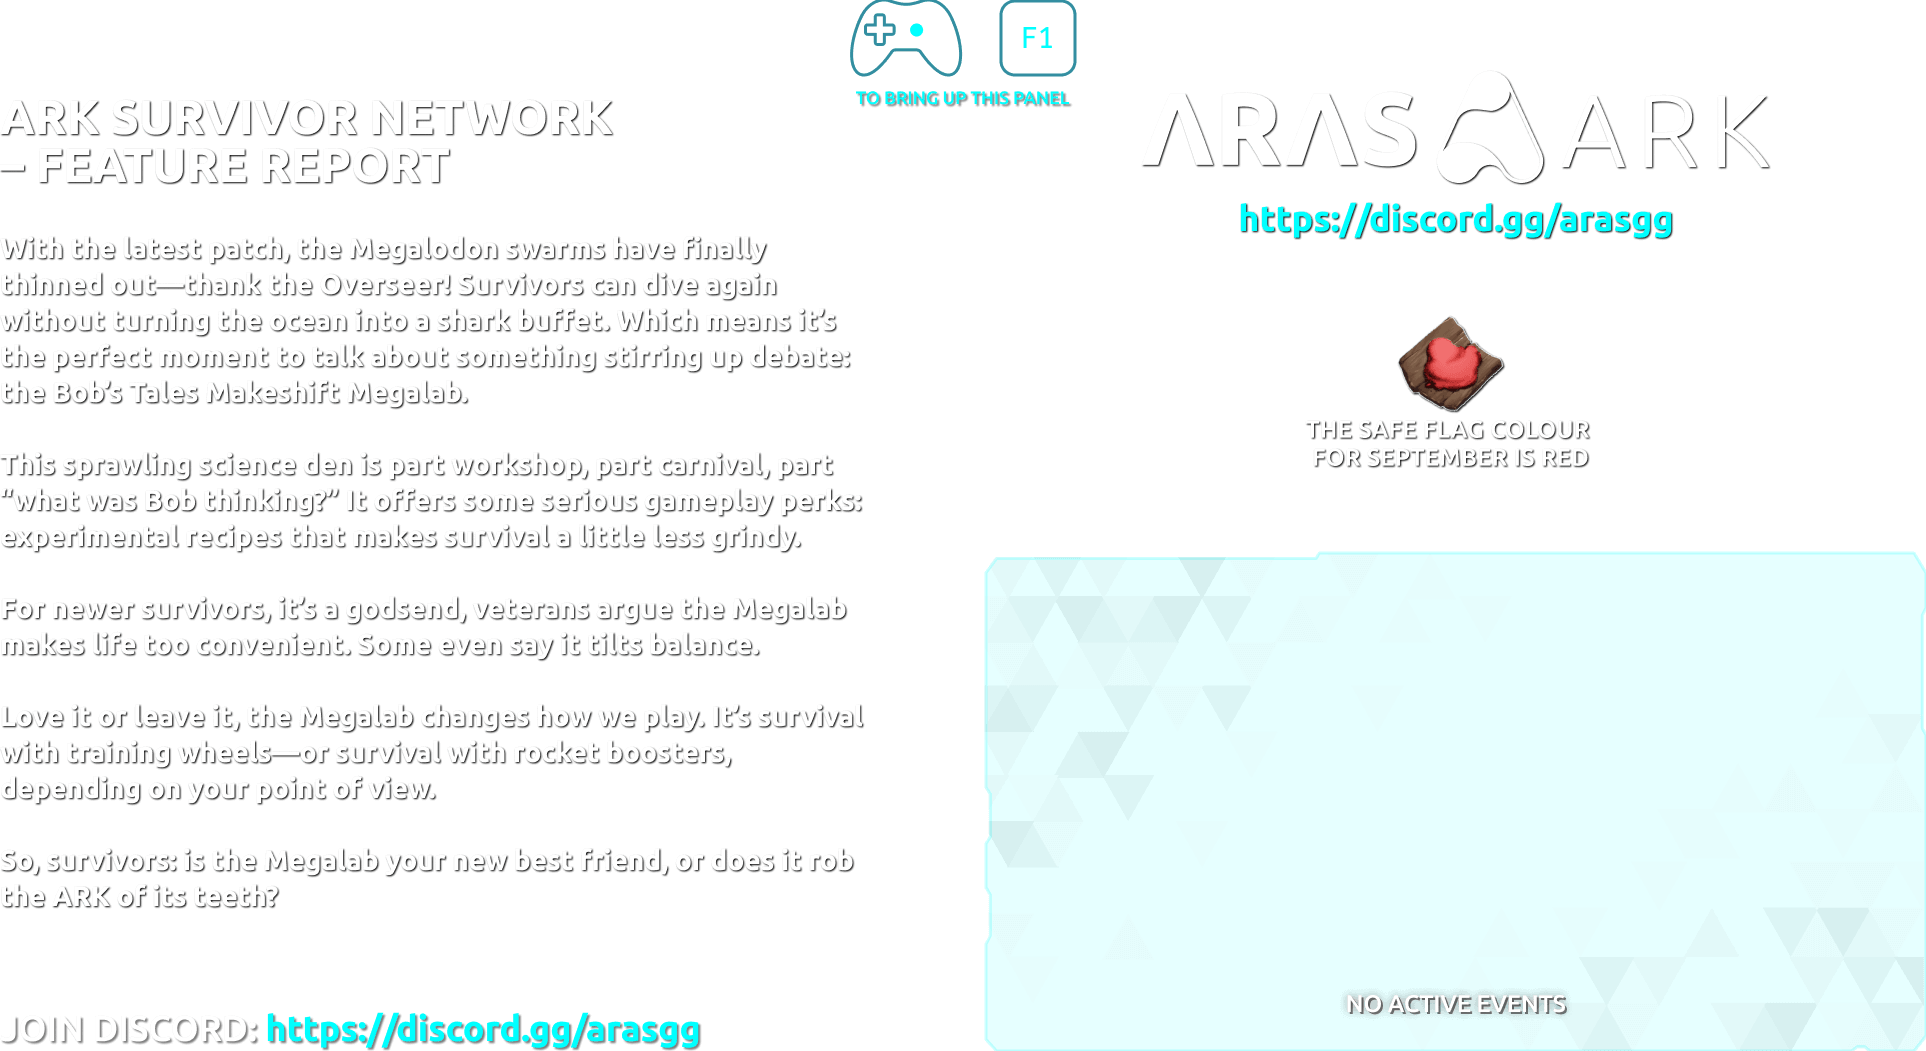 F1
TO BRING UP THIS PANEL
ARK SURVIVOR NETWORK
– FEATURE REPORT
With the latest patch, the Megalodon swarms have finally
thinned out—thank the Overseer! Survivors can dive again
without turning the ocean into a shark buffet. Which means it’s
the perfect moment to talk about something stirring up debate:
the Bob’s Tales Makeshift Megalab.
This sprawling science den is part workshop, part carnival, part
“what was Bob thinking?” It offers some serious gameplay perks:
experimental recipes that makes survival a little less grindy.
For newer survivors, it’s a godsend, veterans argue the Megalab
makes life too convenient. Some even say it tilts balance.
Love it or leave it, the Megalab changes how we play. It’s survival
with training wheels—or survival with rocket boosters,
depending on your point of view.
So, survivors: is the Megalab your new best friend, or does it rob
the ARK of its teeth?
JOIN DISCORD: https://discord.gg/arasgg
ARAS ARK
https://discord.gg/arasgg
THE SAFE FLAG COLOUR
FOR SEPTEMBER IS RED
NO ACTIVE EVENTS